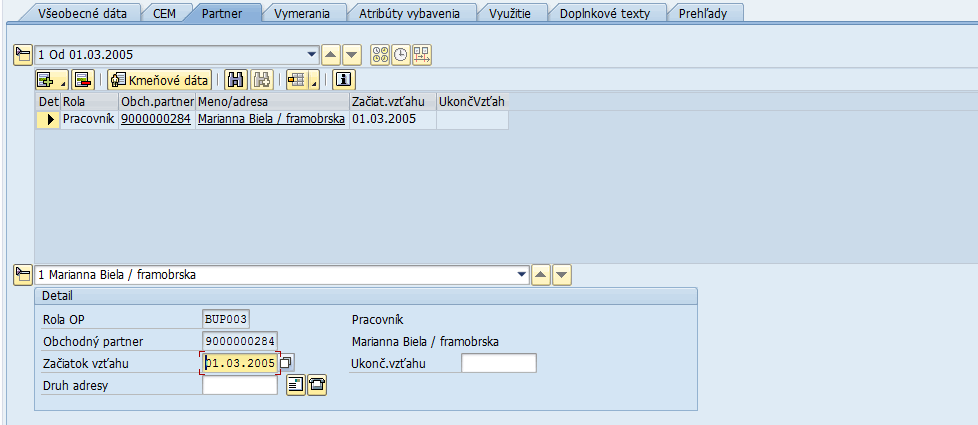 Všeobecné dáta CEM Partner Vymerania Atribúty vybavenia Využitie Doplnkové texty Prehľady
1 Od 01.03.2005
Kmeňové dáta
Det Rola Obch.partner Meno/adresa Začiat.vzťahu UkončVzťah
Pracovník 9000000284 Marianna Biela / framobrska 01.03.2005
1 Marianna Biela / framobrska
Detail
Rola OP BUP003 Pracovník
Obchodný partner 9000000284 Marianna Biela / framobrska
Začiatok vzťahu 01.03.2005 Ukonč.vzťahu
Druh adresy